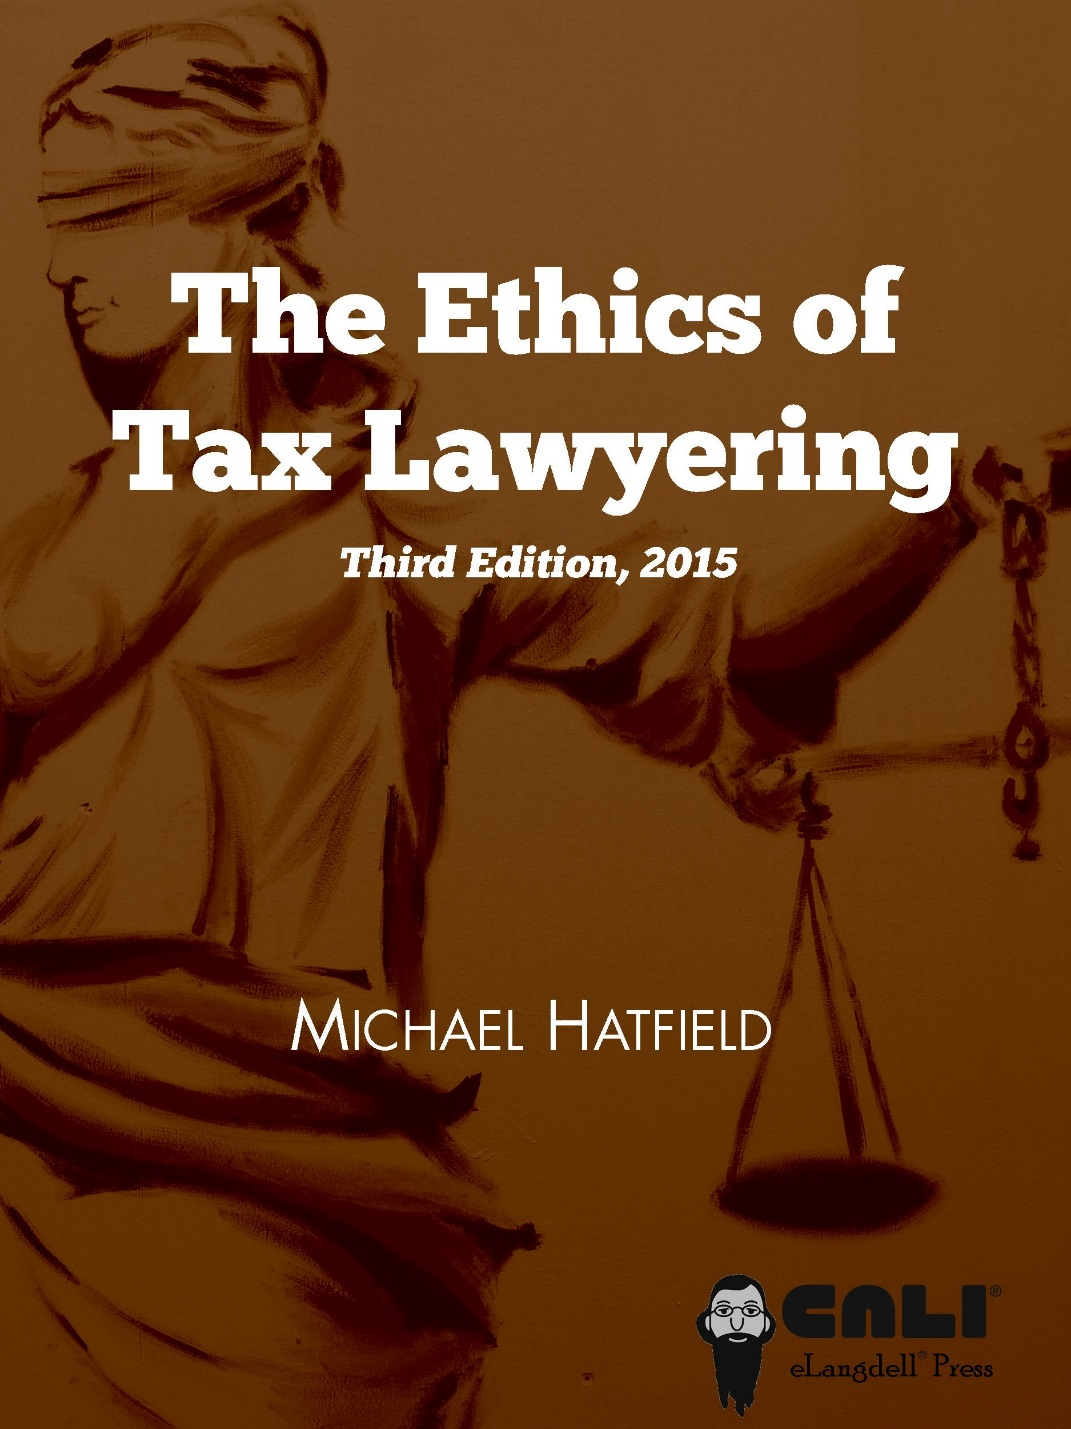 The Ethics of
Tax Lawyering
Third Edition, 2015
MICHAEL HATFIELD
CALI®
eLangdell® Press